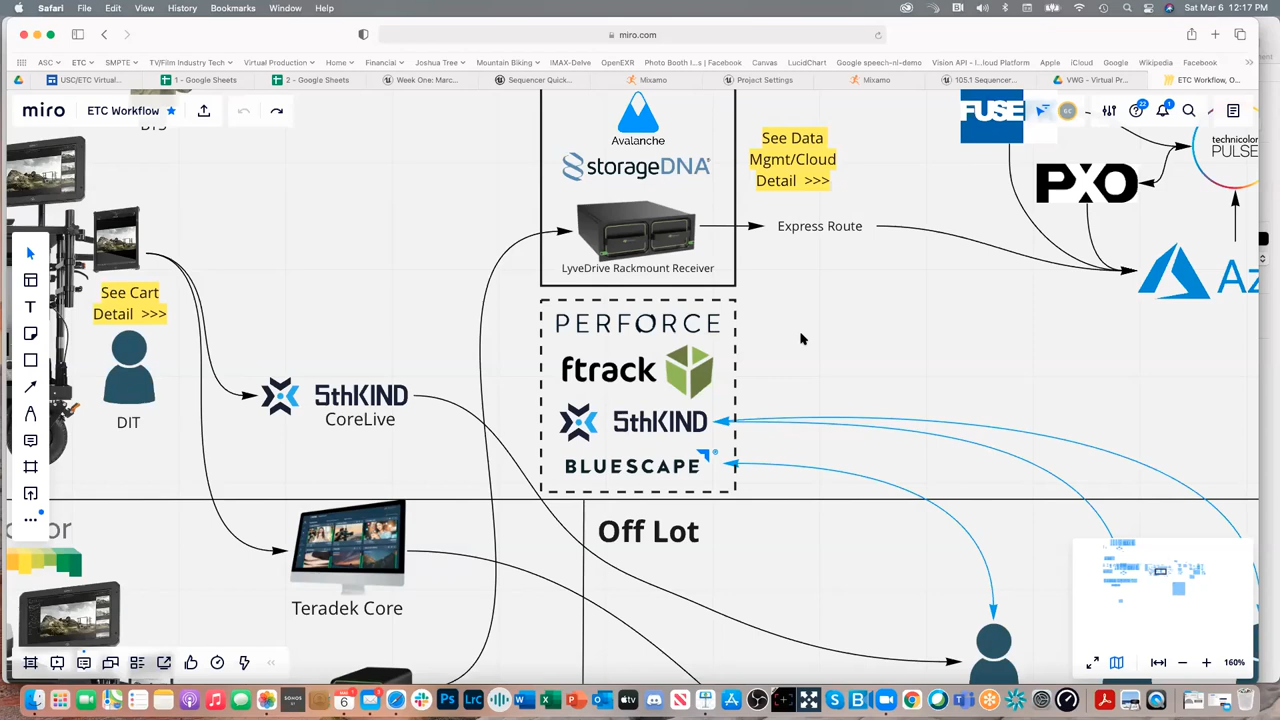 Safari File Edit View History Bookmarks Window Help
Sat Mar 6 12:17 PM
miro.com
ASC ETC SMPTE TV/Film Industry Tech Virtual Production Home Financial Joshua Tree Mountain Biking IMAX-Delve OpenEXR Photo Booth I...s | Facebook Canvas LucidChart Google speech-ni-demo Vision API - I...loud Platform Apple iCloud Google Wikipedia Facebook
USC/ETC Virtual... 1 - Google Sheets 2 - Google Sheets Week One: Marc... Sequencer Quick... Mixamo Project Settings Mixamo 105.1 Sequencer... VWG - Virtual Pr... ETC Workflow, O...
miro ETC Workflow
22
1
GC
FUSE
technicolor
PULSE
PXO
Avalanche
storageDNA
See Data
Mgmt/Cloud
Detail >>>
Express Route
LyveDrive Rackmount Receiver
Az
See Cart
Detail >>>
DIT
5thKIND
CoreLive
PERFORCE
ftrack
5thKIND
BLUESCAPE
Off Lot
Teradek Core
160%